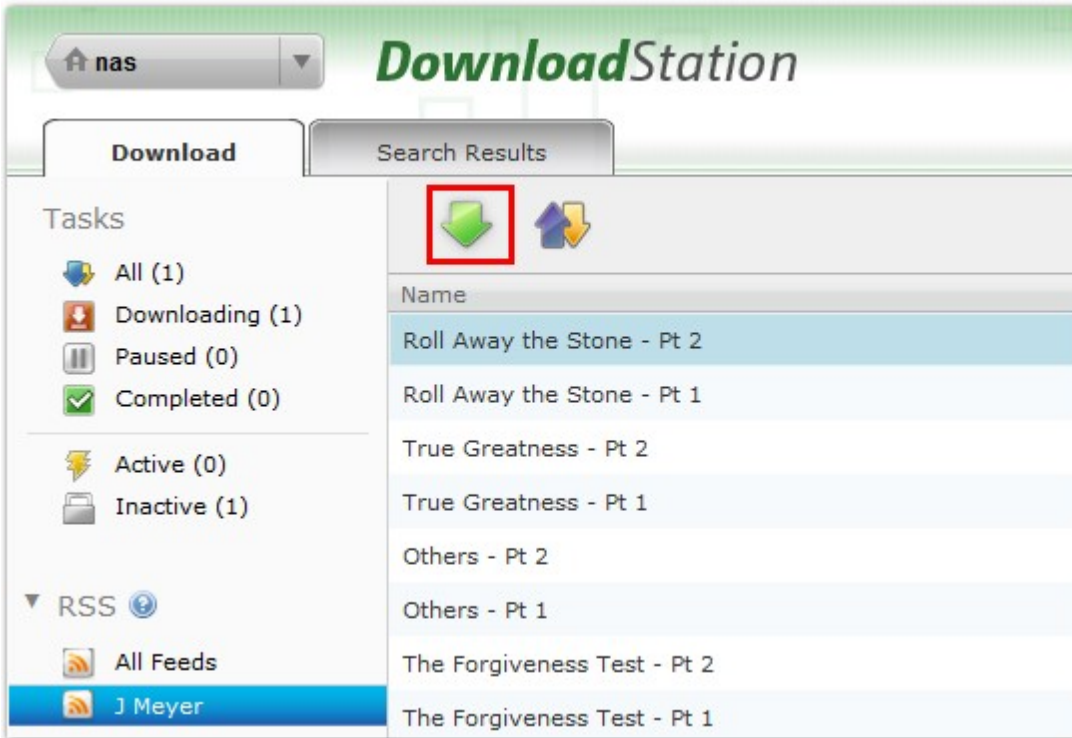 nas
DownloadStation
Download
Search Results
Tasks
All (1)
Downloading (1)
Paused (0)
Completed (0)
Active (0)
Inactive (1)
RSS
All Feeds
J Meyer
Name
Roll Away the Stone - Pt 2
Roll Away the Stone - Pt 1
True Greatness - Pt 2
True Greatness - Pt 1
Others - Pt 2
Others - Pt 1
The Forgiveness Test - Pt 2
The Forgiveness Test - Pt 1